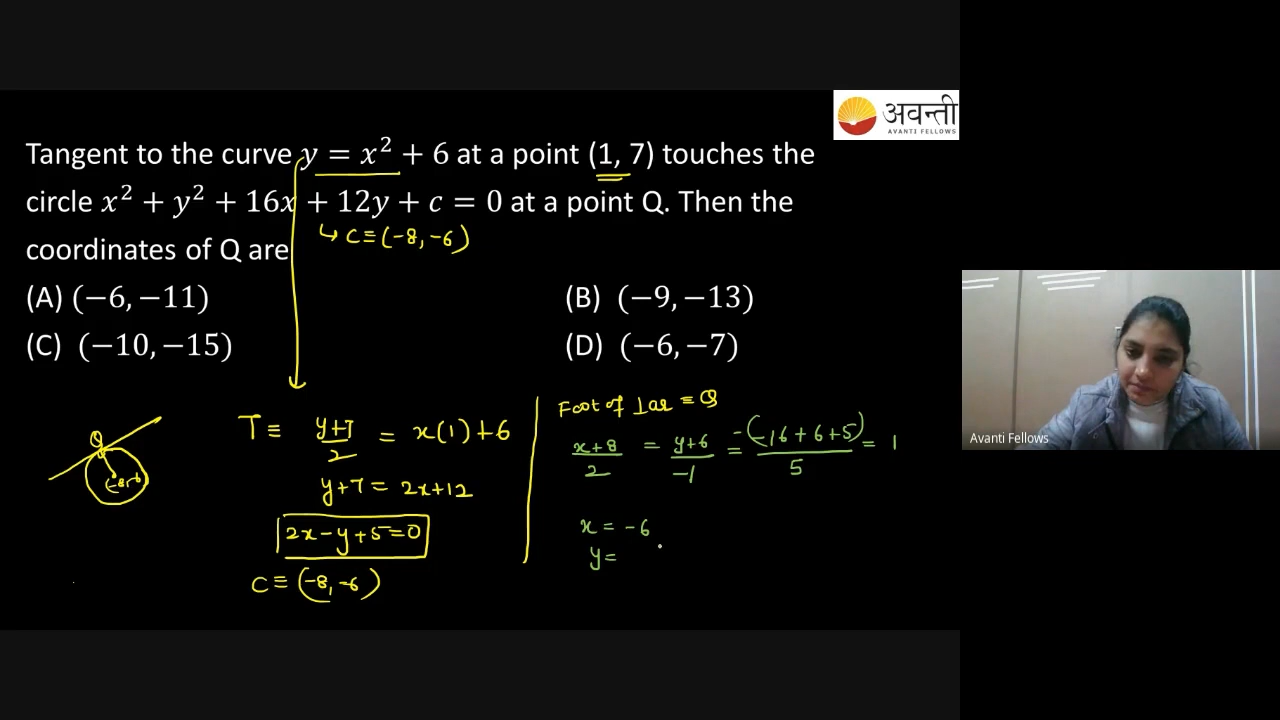 अवन्ती
AVANTI FELLOWS
Tangent to the curve y = x² + 6 at a point (1, 7) touches the
circle x² + y² + 16x + 12y + c = 0 at a point Q. Then the
↳ C≡(-8,-6)
coordinates of Q are
(A) (−6, −11)
(B) (−9, −13)
(C) (−10, −15)
(D) (−6, −7)
Q
(-8,-6)
T≡ (y+7)/2 = x(1)+6
y+7 = 2x+12
2x-y+5=0
C≡ (-8,-6)
Foot of ⊥ar ≡ Q
(x+8)/2 = (y+6)/-1 = -(-16+6+5)/5 = 1
x = -6
y =
Avanti Fellows